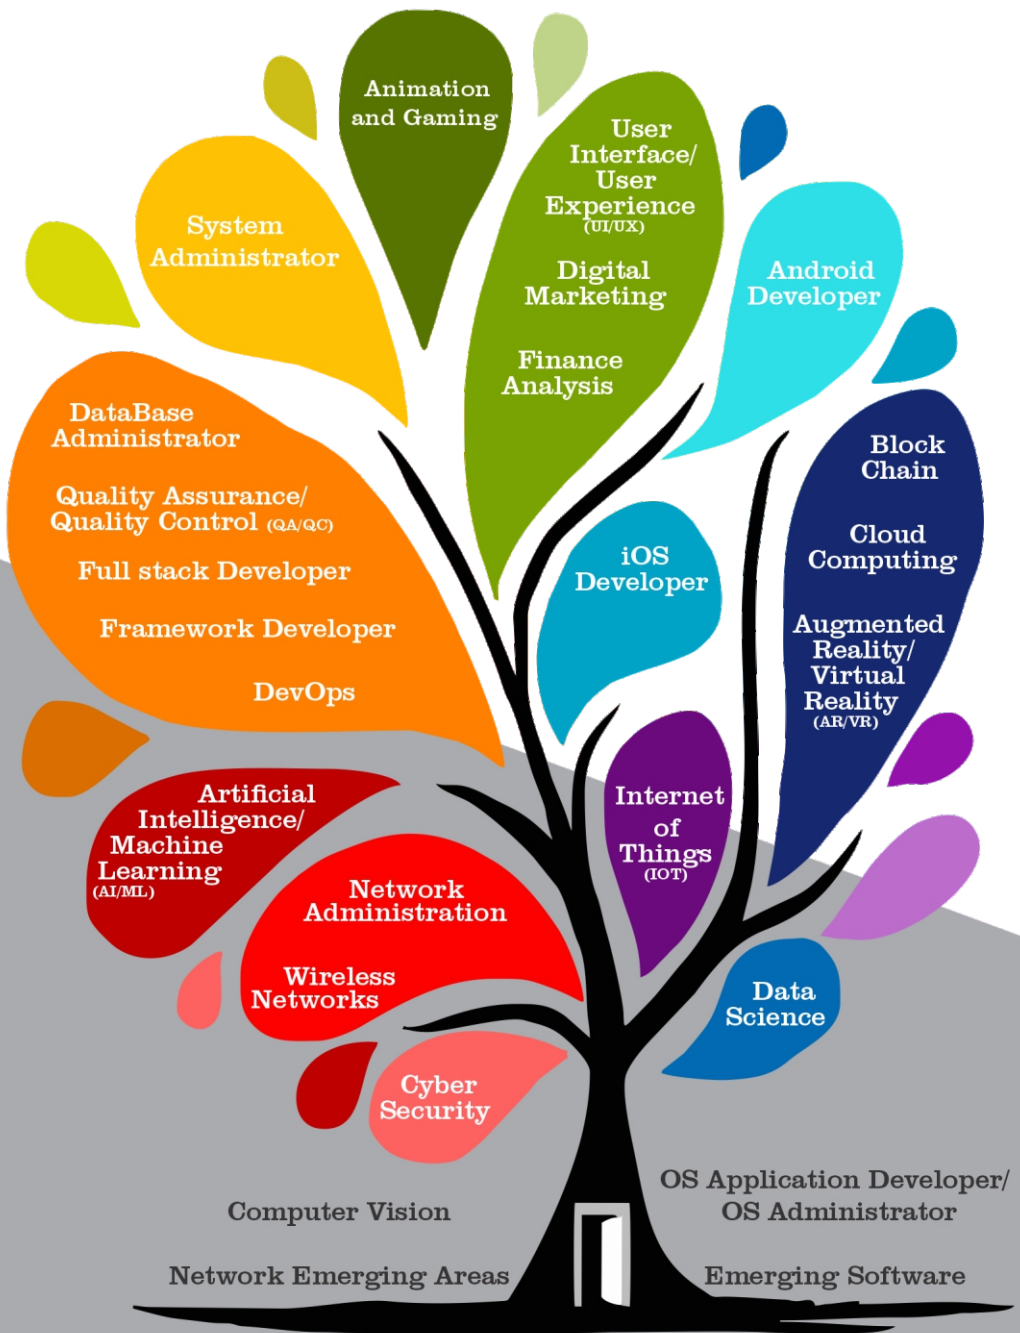 Animation
and Gaming
User
Interface/
User
Experience
(UI/UX)
Digital
Marketing
Finance
Analysis
System
Administrator
Android
Developer
DataBase
Administrator
Quality Assurance/
Quality Control (QA/QC)
Full stack Developer
Framework Developer
DevOps
iOS
Developer
Block
Chain
Cloud
Computing
Augmented
Reality/
Virtual
Reality
(AR/VR)
Artificial
Intelligence/
Machine
Learning
(AI/ML)
Internet
of
Things
(IOT)
Network
Administration
Wireless
Networks
Data
Science
Cyber
Security
Computer Vision
Network Emerging Areas
OS Application Developer/
OS Administrator
Emerging Software